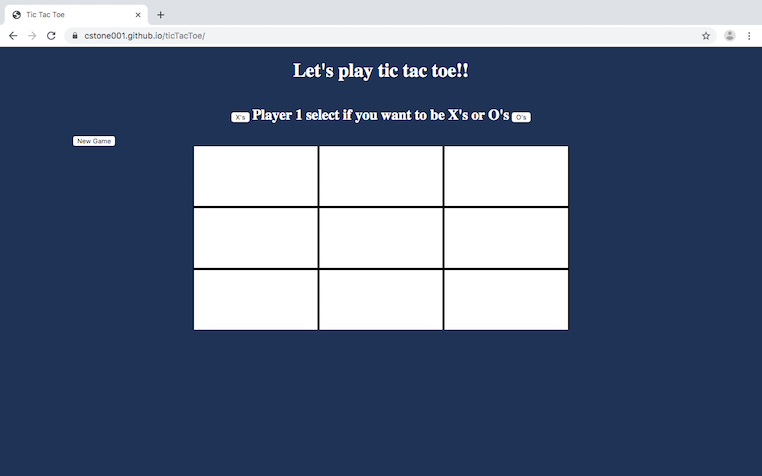 Tic Tac Toe
cstone001.github.io/ticTacToe/
Let's play tic tac toe!!
X's Player 1 select if you want to be X's or O's O's
New Game